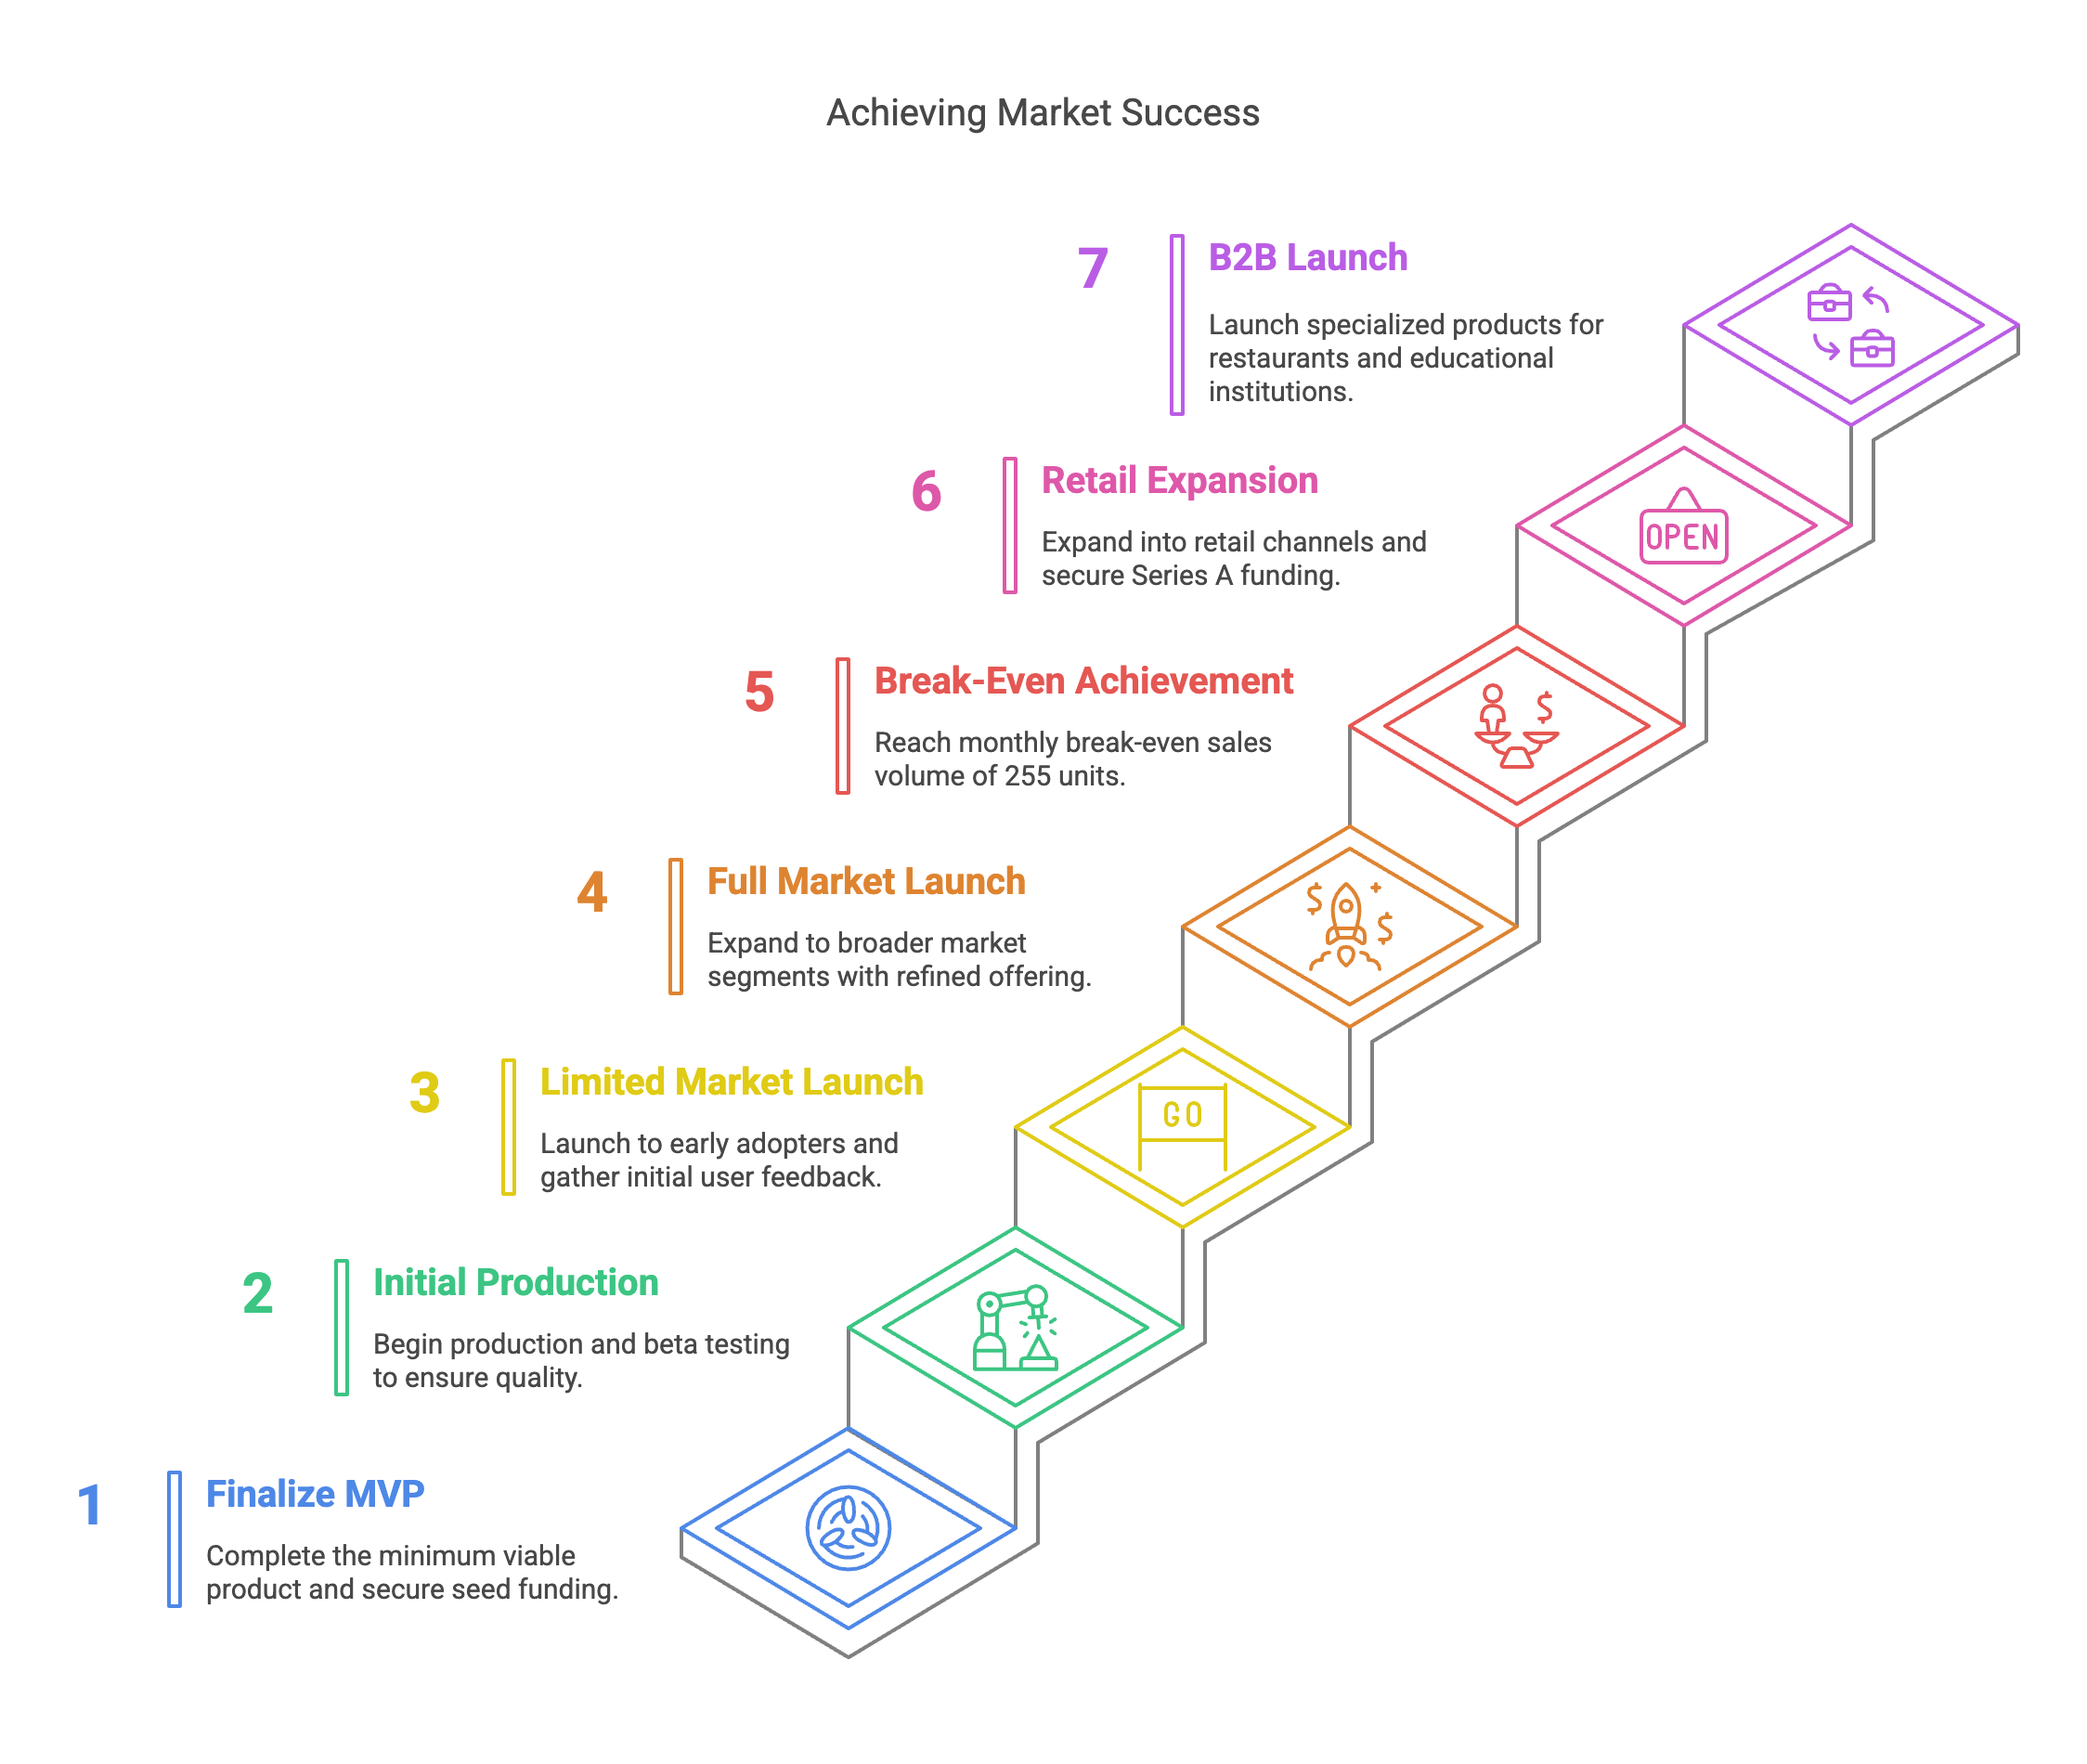 Achieving Market Success
7
B2B Launch
Launch specialized products for
restaurants and educational
institutions.
6
Retail Expansion
Expand into retail channels and
secure Series A funding.
OPEN
5
Break-Even Achievement
Reach monthly break-even sales
volume of 255 units.
$
4
Full Market Launch
Expand to broader market
segments with refined offering.
$
$
3
Limited Market Launch
Launch to early adopters and
gather initial user feedback.
GO
2
Initial Production
Begin production and beta testing
to ensure quality.
1
Finalize MVP
Complete the minimum viable
product and secure seed funding.